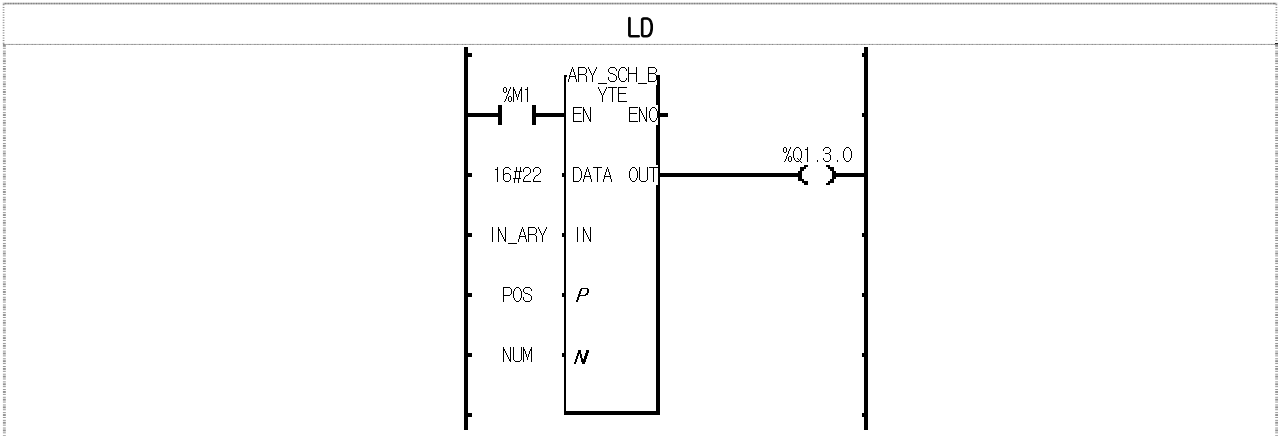 LD
ARY_SCH_B
YTE
%M1
EN ENO
%Q1.3.0
16#22 DATA OUT
IN_ARY IN
POS P
NUM N